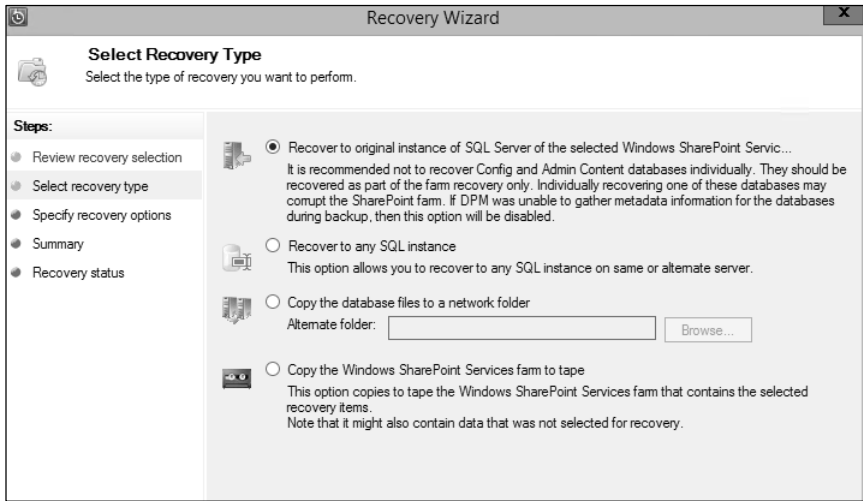 Recovery Wizard
X
Select Recovery Type
Select the type of recovery you want to perform.
Steps:
Review recovery selection
Select recovery type
Specify recovery options
Summary
Recovery status
Recover to original instance of SQL Server of the selected Windows SharePoint Servic...
It is recommended not to recover Config and Admin Content databases individually. They should be
recovered as part of the farm recovery only. Individually recovering one of these databases may
corrupt the SharePoint farm. If DPM was unable to gather metadata information for the databases
during backup, then this option will be disabled.
Recover to any SQL instance
This option allows you to recover to any SQL instance on same or alternate server.
Copy the database files to a network folder
Alternate folder:
Browse...
Copy the Windows SharePoint Services farm to tape
This option copies to tape the Windows SharePoint Services farm that contains the selected
recovery items.
Note that it might also contain data that was not selected for recovery.